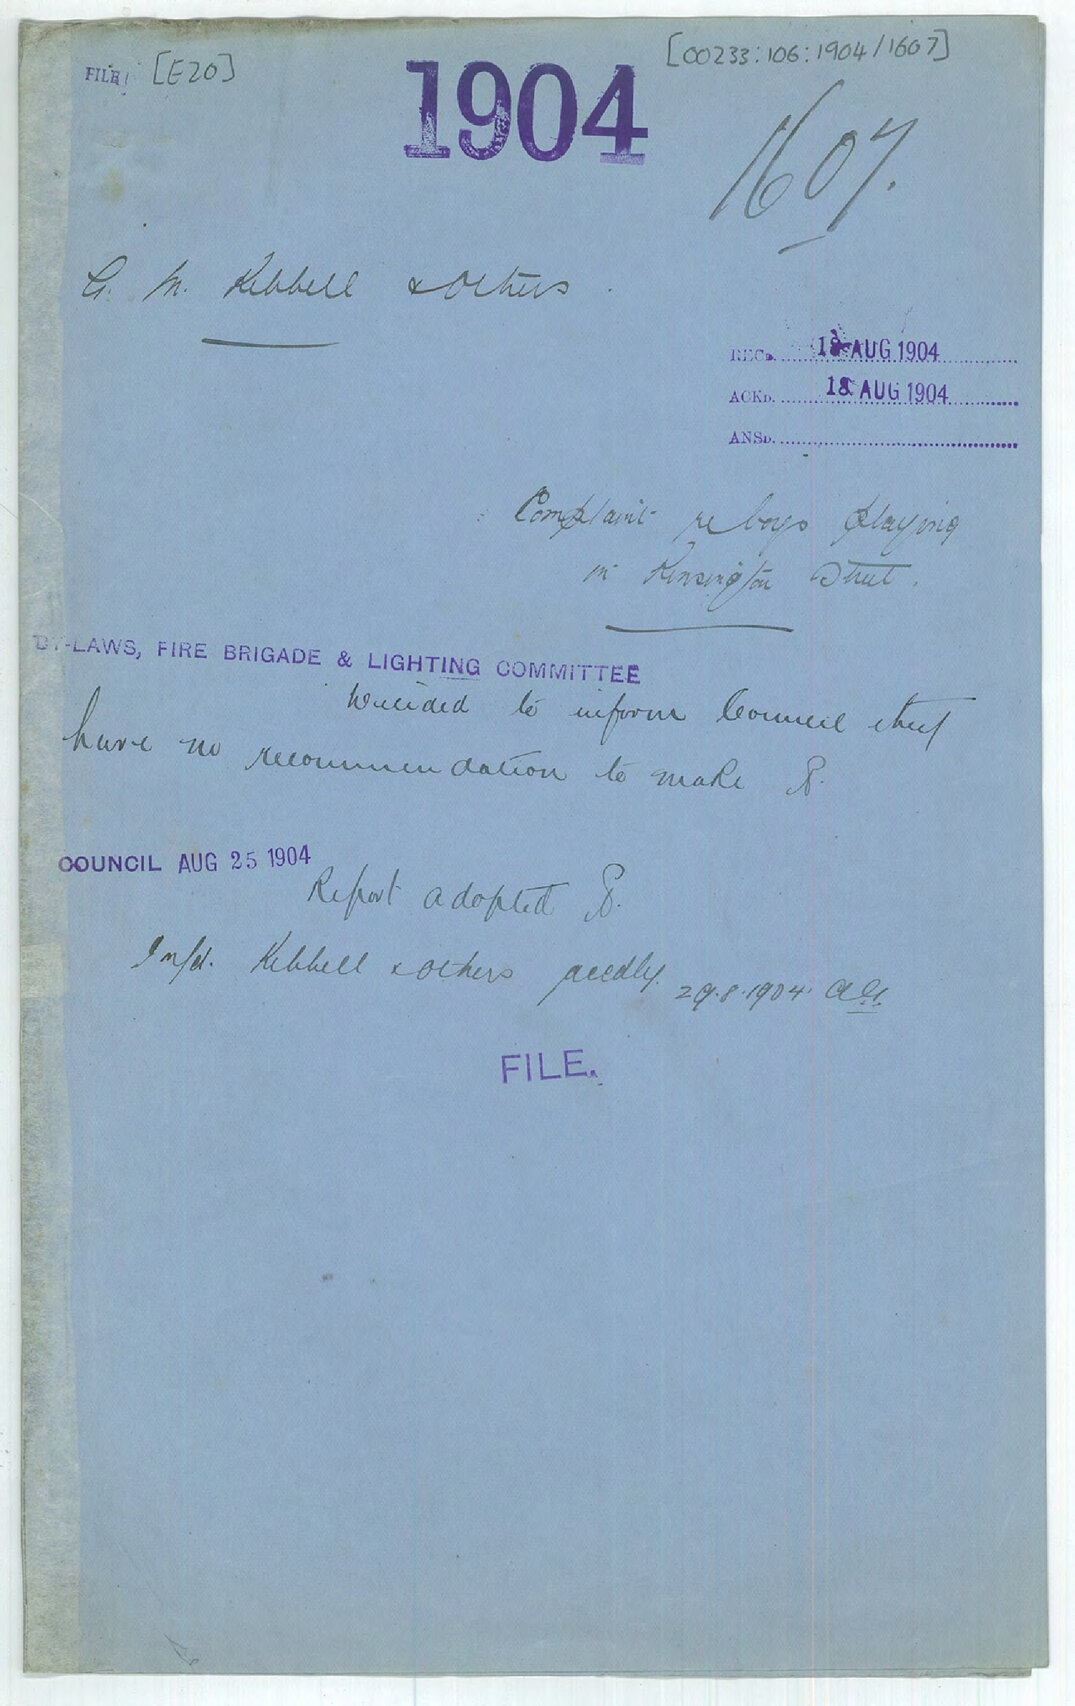 FILE [E20]
[00233:106:1904/1607]
1904
1607.
G. M. Kebbell & Others.
RECD. 18 AUG 1904
ACKD. 18 AUG 1904
ANSD.
Complaint re boys playing
in Kensington Street.
BY-LAWS, FIRE BRIGADE & LIGHTING COMMITTEE
Decided to inform Council they
have no recommendation to make
COUNCIL AUG 25 1904
Report adopted
Infd. Kebbell & others accdly. 29.8.1904
FILE.